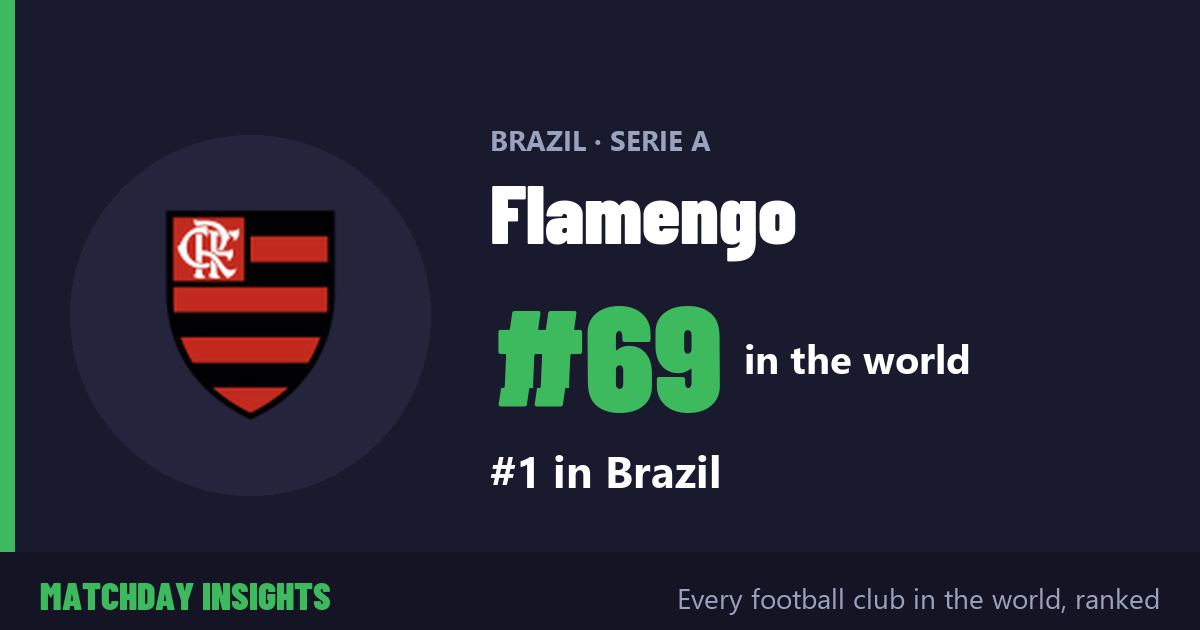 BRAZIL · SERIE A
Flamengo
CRF
#69 in the world
#1 in Brazil
MATCHDAY INSIGHTS
Every football club in the world, ranked